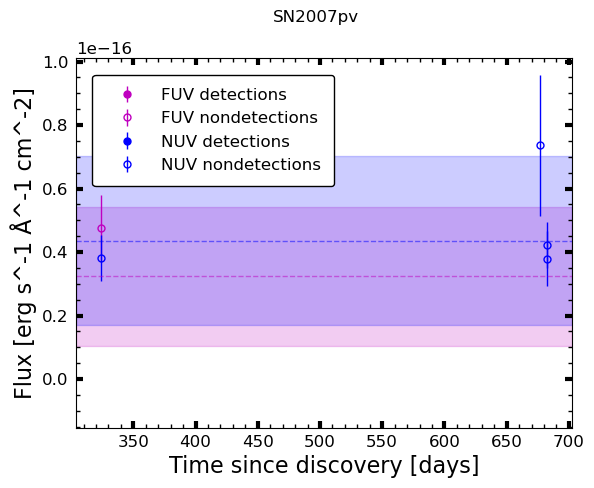 SN2007pv
1e−16
1.0
0.8
0.6
0.4
0.2
0.0
Flux [erg s^-1 Å^-1 cm^-2]
FUV detections
FUV nondetections
NUV detections
NUV nondetections
350 400 450 500 550 600 650 700
Time since discovery [days]